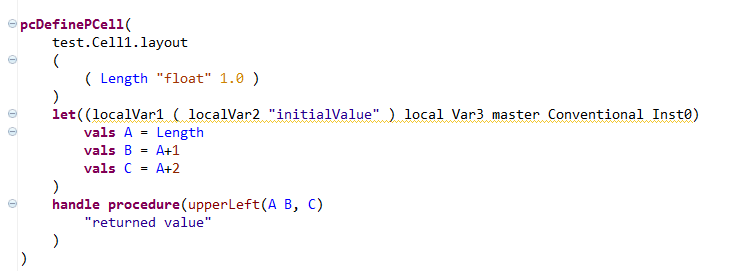 pcDefinePCell(
test.Cell1.layout
(
( Length "float" 1.0 )
)
let((localVar1 ( localVar2 "initialValue" ) local Var3 master Conventional Inst0)
vals A = Length
vals B = A+1
vals C = A+2
)
handle procedure(upperLeft(A B, C)
"returned value"
)
)